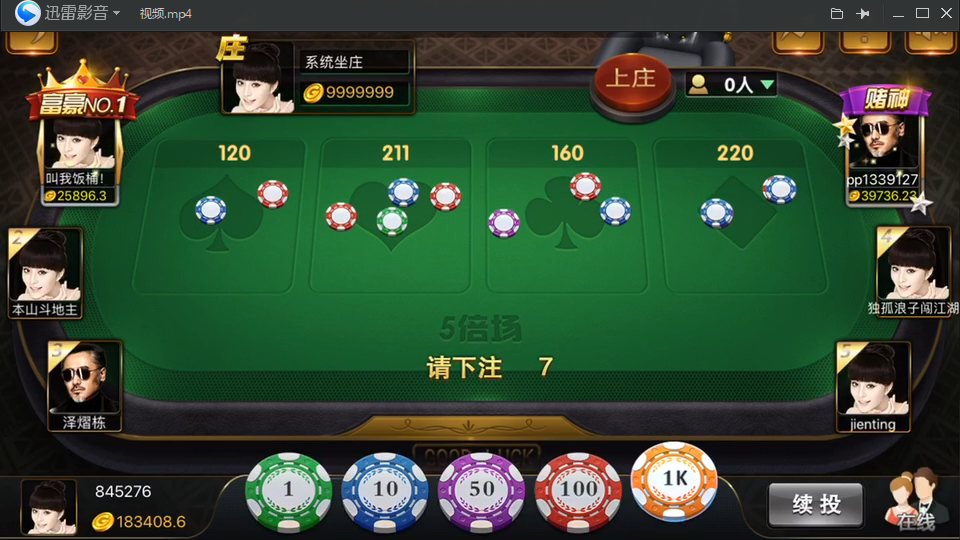 迅雷影音
视频.mp4
庄
系统坐庄
9999999
上庄
0人
富豪NO.1
叫我饭桶!
25896.3
赌神
pp1339127
39736.23
120
211
160
220
2
本山斗地主
4
独孤浪子闯江湖
5倍场
请下注 7
3
泽熠栋
5
jienting
GOOD LUCK
845276
183408.6
1
10
50
100
1K
续投
在线